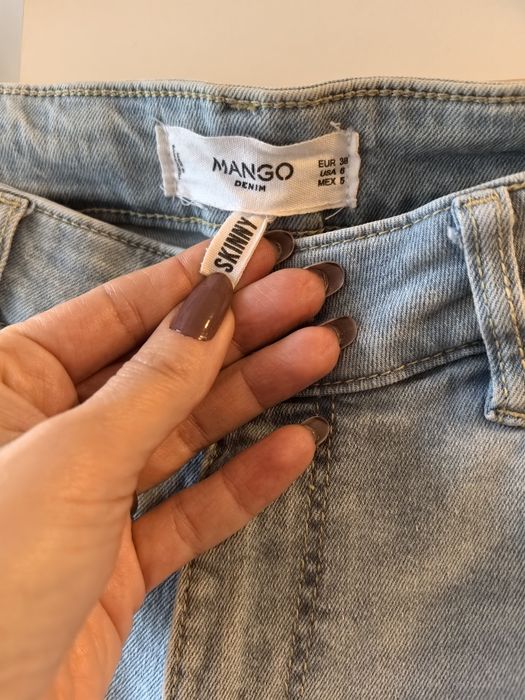 MANGO
DENIM
EUR 38
USA 6
MEX 5
SKINNY